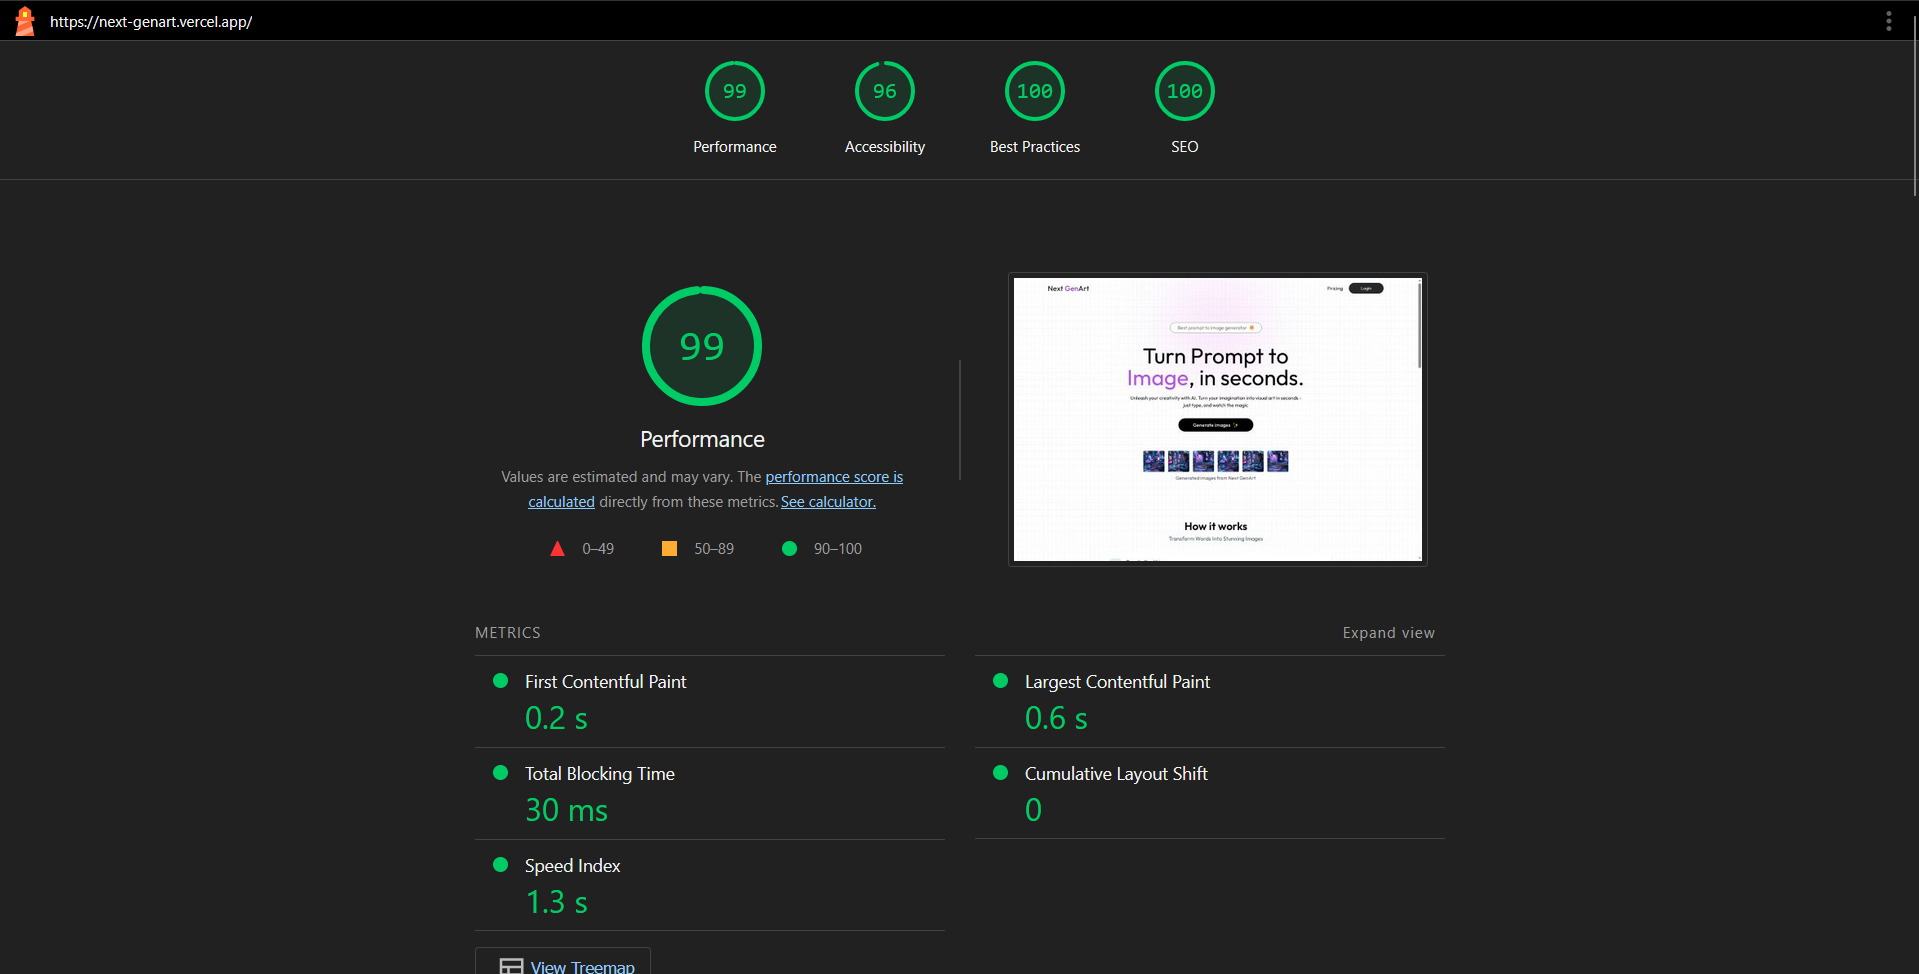 https://next-genart.vercel.app/
99
96
100
100
Performance
Accessibility
Best Practices
SEO
99
Performance
Values are estimated and may vary. The performance score is
calculated directly from these metrics. See calculator.
0–49
50–89
90–100
Next GenArt
Pricing
Login
Best prompt to image generator
Turn Prompt to
Image, in seconds.
Unleash your creativity with AI. Turn your imagination into visual art in seconds -
just type, and watch the magic
Generate images
Generated images from Next GenArt
How it works
Transform Words Into Stunning Images
METRICS
Expand view
First Contentful Paint
0.2 s
Largest Contentful Paint
0.6 s
Total Blocking Time
30 ms
Cumulative Layout Shift
0
Speed Index
1.3 s
View Treemap